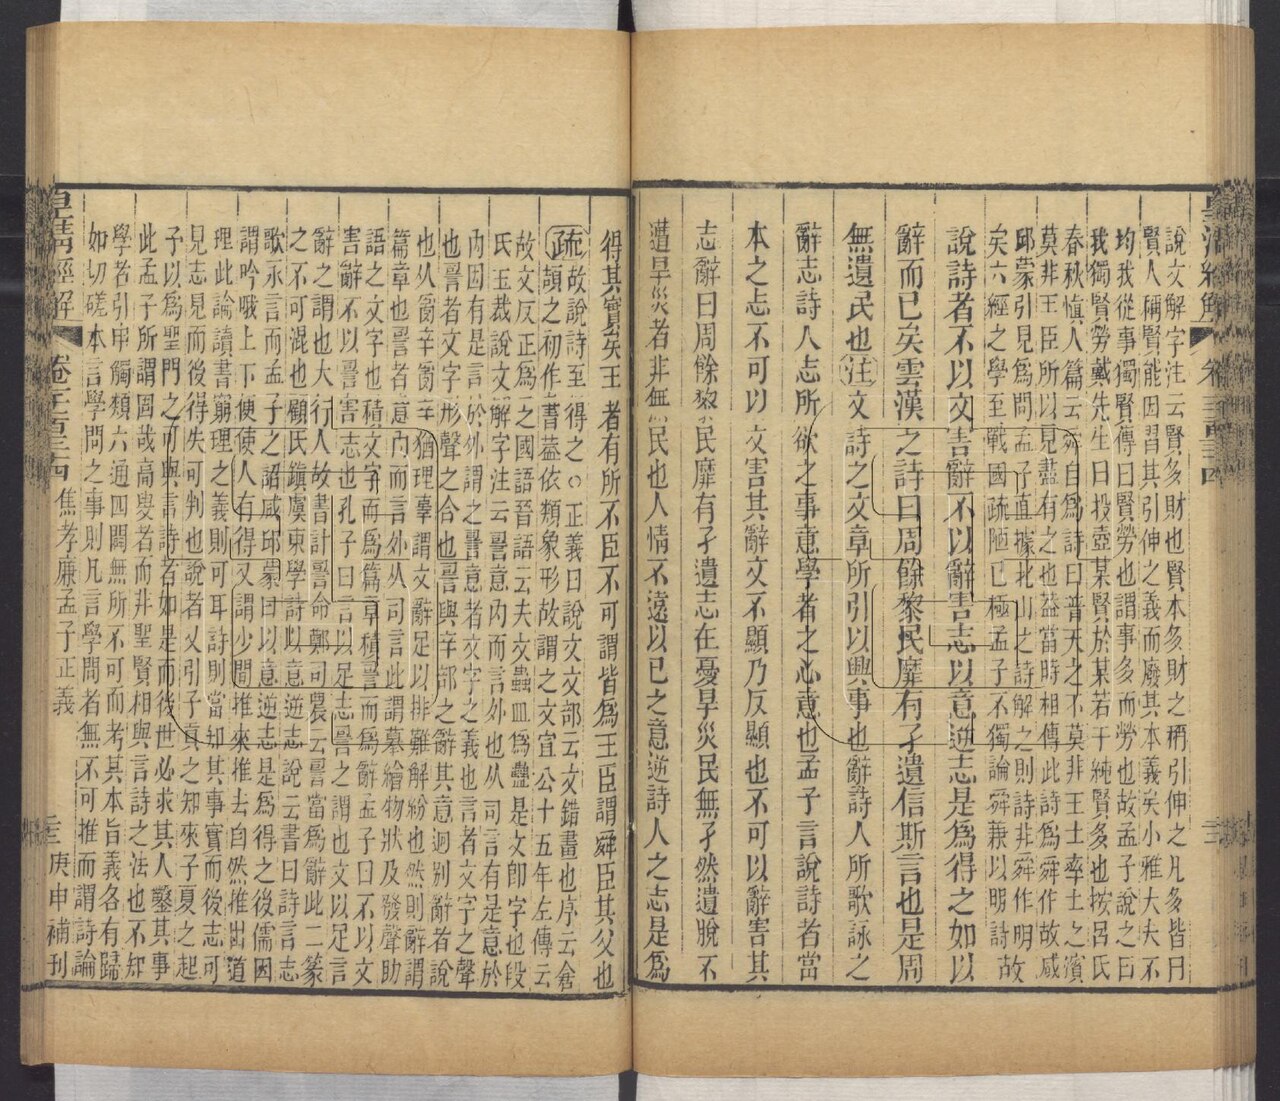 說文解字注云賢多財也賢本多財之稱引伸之凡多皆曰
賢人稱賢能因習其引伸之義而廢其本義矣小雅大夫不
均我從事獨賢傳曰賢勞也謂事多而勞也故孟子說之曰
我獨賢勞戴先生曰投壺某賢於某若干純賢多也按呂氏
春秋愼人篇云舜自爲詩曰普天之下莫非王土率土之濱
莫非王臣所以見盡有之也葢當時相傳此詩爲舜作故咸
邱蒙引見爲問孟子直據北山之詩解之則詩非舜作明
矣六經之學至戰國疏陋已極孟子不獨論舜兼以明詩故
說詩者不以文害辭不以辭害志以意逆志是爲得之如以
辭而已矣雲漢之詩曰周餘黎民靡有孑遺信斯言也是周
無遺民也注文詩之文章所引以興事也辭詩人所歌詠之
辭志詩人志所欲之事意學者之心意也孟子言說詩者當
本之志不可以文害其辭文不顯乃反顯也不可以辭害其
志辭曰周餘黎民靡有孑遺志在憂旱災民無孑然遺脫不
遭旱災者非無民也人情不遠以己之意逆詩人之志是爲
得其實矣王者有所不臣不可謂皆爲王臣謂舜臣其父也
疏故說詩至得之○正義曰說文文部云文錯畫也序云倉
頡之初作書葢依類象形故謂之文宣公十五年左傳云
故文反正爲乏國語晉語云夫文蟲皿爲蠱是文卽字也段
氏玉裁說文解字注云䛐意內而言外也从司言有是意於
內因有是言於外謂之䛐意者文字之義也言者文字之聲
也䛐者文字形聲之合也䛐與辛部之辭其意迥別辭者說
也从𤔔辛𤔔辛猶理辜謂文辭足以排難解紛也然則辭謂
篇章也䛐者意內而言外从司言此謂摹繪物狀及發聲助
語之文字也積文字而爲篇章積䛐而爲辭孟子曰不以文
害辭不以䛐害志也孔子曰言以足志䛐之謂也文以足言
辭之謂也大行人故書計䛐命鄭司農云䛐當爲辭此二篆
之不可混也顧氏鎭虞東學詩以意逆志說云書曰詩言志
歌永言而孟子之詔咸邱蒙曰以意逆志是爲得之後儒因
謂吟哦上下便使人有得又謂少閒推來推去自然推出道
理此論讀書窮理之義則可耳詩則當知其事實而後志可
見志見而後得失可判也說者又引子貢之知來子夏之起
予以爲聖門之可與言詩者如是而後世必求其人鑿其事
此孟子所謂固哉高叟者而非聖賢相與言詩之法也不知
學者引申觸類六通四闢無所不可而考其本旨義各有歸
如切磋本言學問之事則凡言學問者無不可推而謂詩論
皇淸經解 卷一千一百三十四 焦孝廉孟子正義 庚申補刊